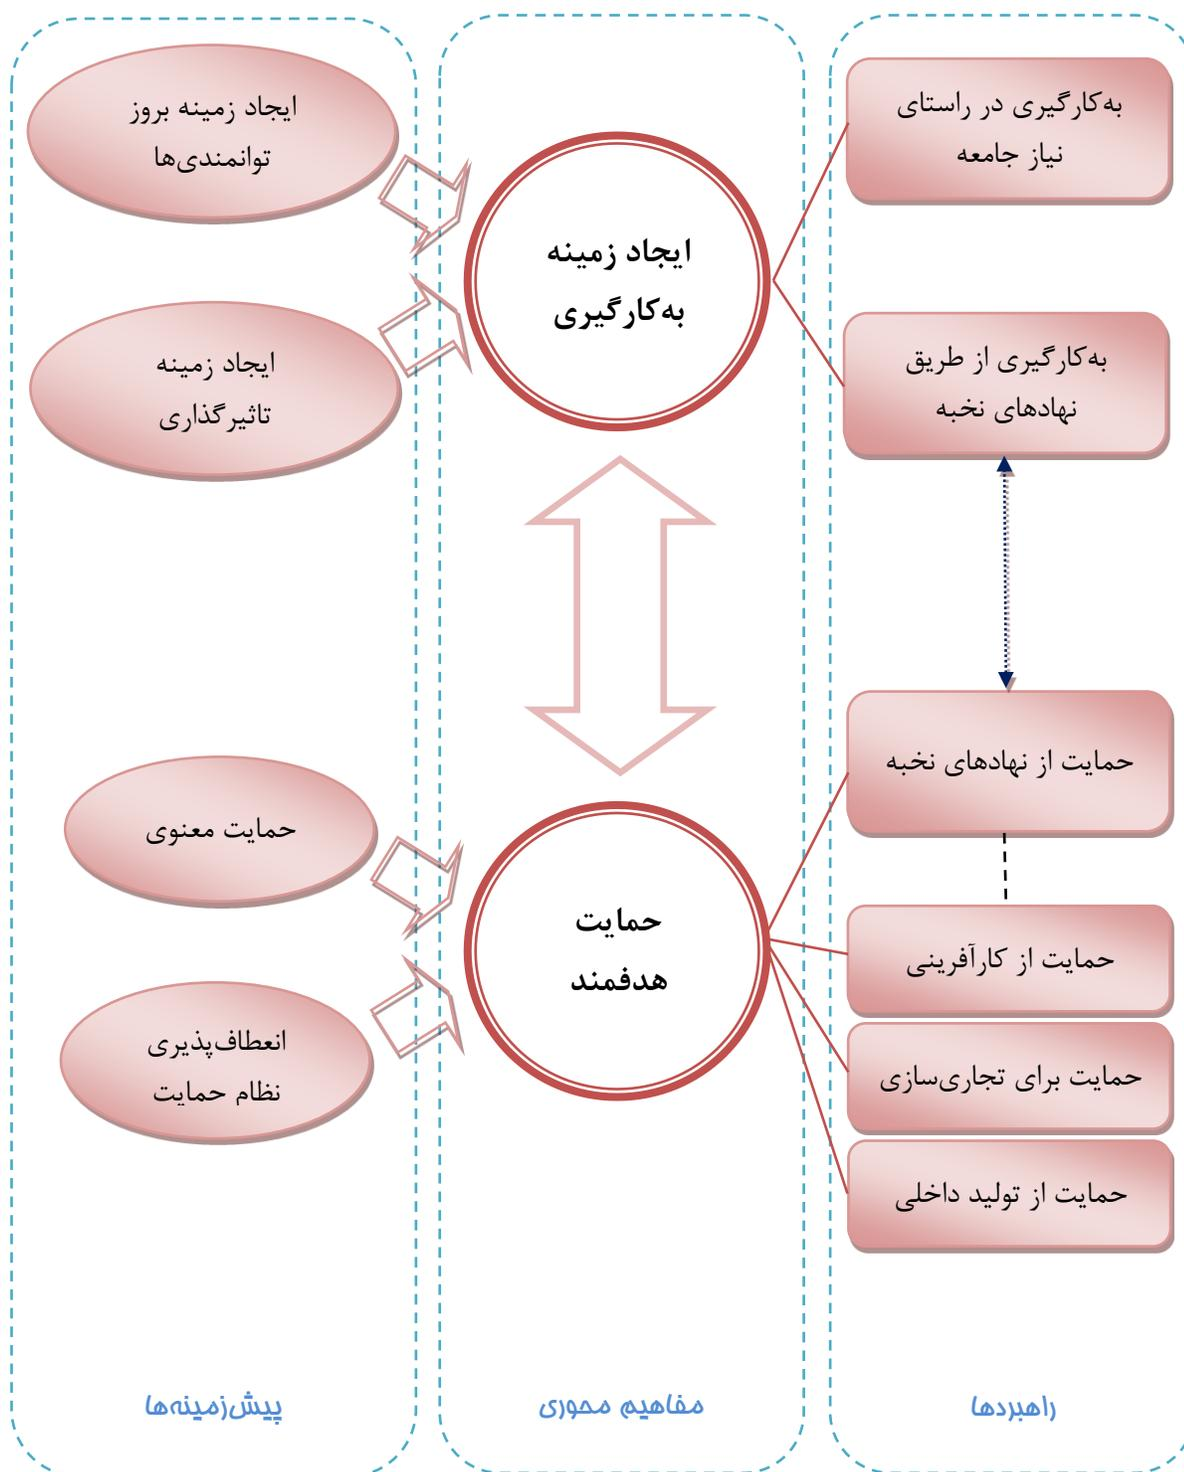 به‌کارگیری در راستای
نیاز جامعه
به‌کارگیری از طریق
نهادهای نخبه
حمایت از نهادهای نخبه
حمایت از کارآفرینی
حمایت برای تجاری‌سازی
حمایت از تولید داخلی
راهبردها
ایجاد زمینه
به‌کارگیری
حمایت
هدفمند
مفاهیم محوری
ایجاد زمینه بروز
توانمندی‌ها
ایجاد زمینه
تاثیرگذاری
حمایت معنوی
انعطاف‌پذیری
نظام حمایت
پیش‌زمینه‌ها